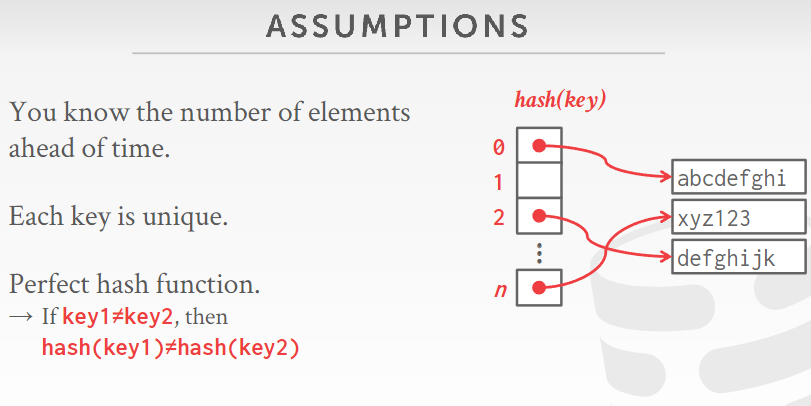 ASSUMPTIONS
You know the number of elements
ahead of time.
Each key is unique.
Perfect hash function.
→ If key1≠key2, then
hash(key1)≠hash(key2)
hash(key)
0
1
2
⋮
n
abcdefghi
xyz123
defghijk